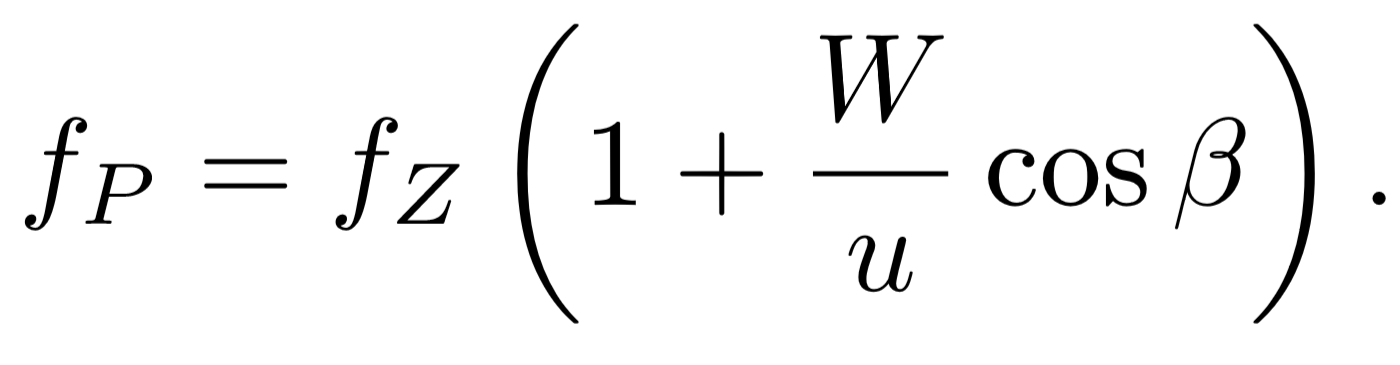 f_P = f_Z \left( 1 + \frac{W}{u} \cos \beta \right) .